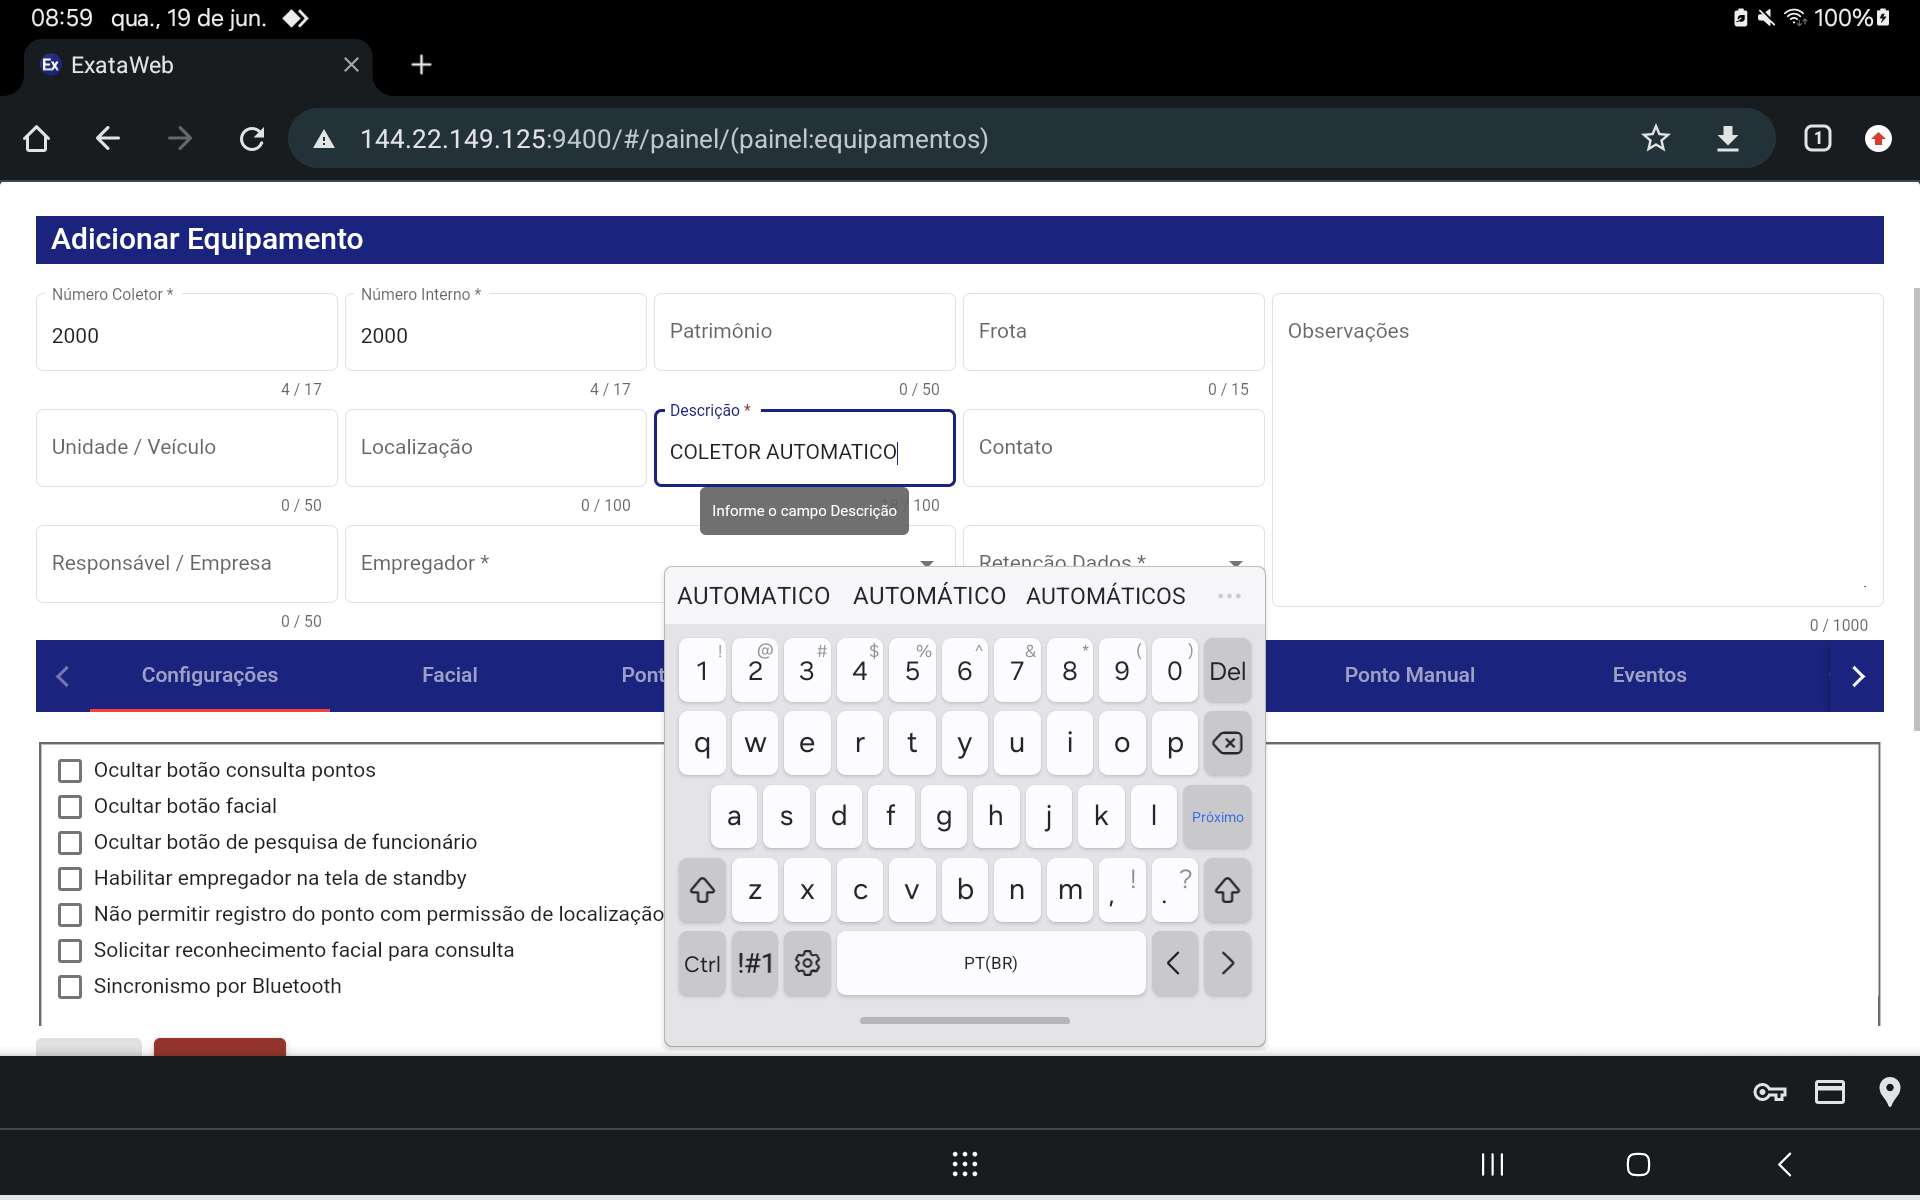 08:59 qua., 19 de jun. 100%
Ex ExataWeb
144.22.149.125:9400/#/painel/(painel:equipamentos) 1
Adicionar Equipamento
Número Coletor * Número Interno *
2000 2000 Patrimônio Frota Observações
4 / 17 4 / 17 0 / 50 0 / 15
Descrição *
Unidade / Veículo Localização COLETOR AUTOMATICO Contato
0 / 50 0 / 100 / 100
Informe o campo Descrição
Responsável / Empresa Empregador * Retenção Dados *
0 / 50 0 / 1000
AUTOMATICO AUTOMÁTICO AUTOMÁTICOS ...
Configurações Facial Pont Ponto Manual Eventos
! @ # $ % ^ & * ( )
1 2 3 4 5 6 7 8 9 0 Del
q w e r t y u i o p
a s d f g h j k l Próximo
z x c v b n m , ! . ?
Ctrl !#1 PT(BR) < >
Ocultar botão consulta pontos
Ocultar botão facial
Ocultar botão de pesquisa de funcionário
Habilitar empregador na tela de standby
Não permitir registro do ponto com permissão de localização
Solicitar reconhecimento facial para consulta
Sincronismo por Bluetooth